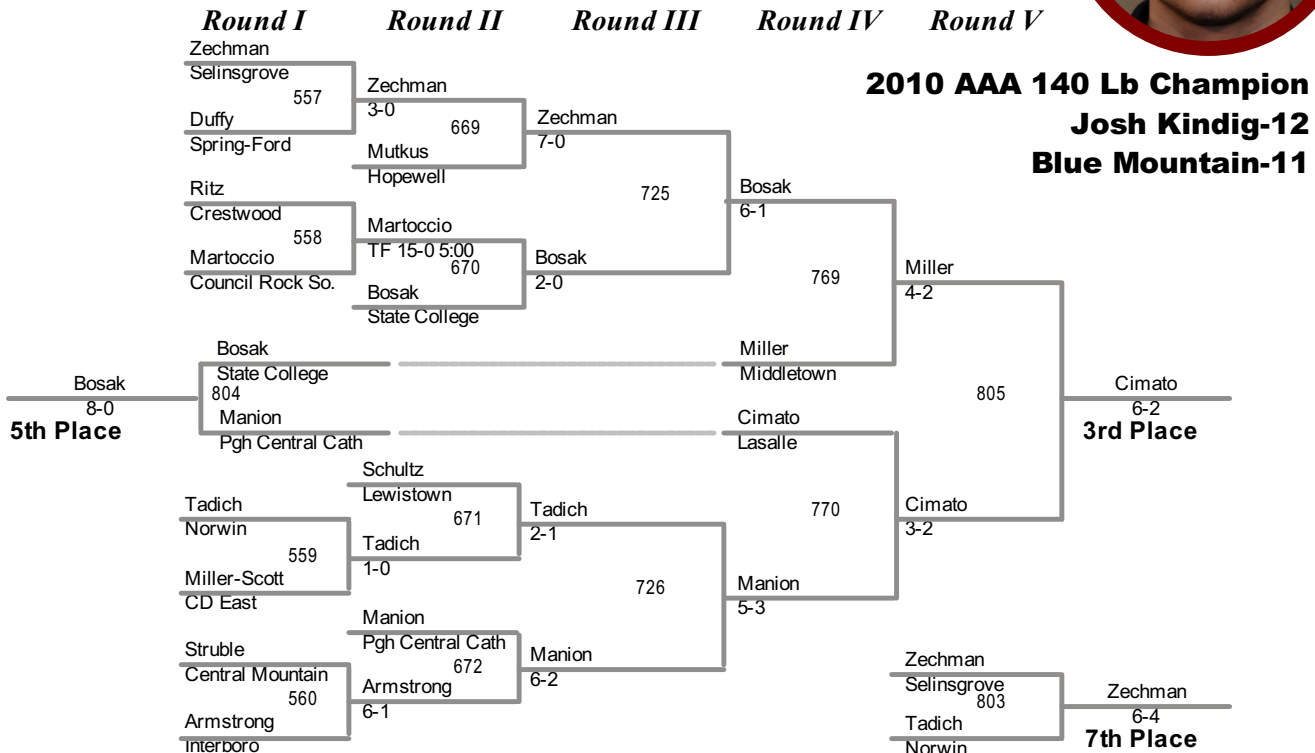 Round I Round II Round III Round IV Round V
2010 AAA 140 Lb Champion
Josh Kindig-12
Blue Mountain-11
Zechman
Selinsgrove
557
Duffy
Spring-Ford
Zechman
3-0
669
Mutkus
Hopewell
Zechman
7-0
Ritz
Crestwood
558
Martoccio
Council Rock So.
Martoccio
TF 15-0 5:00
670
Bosak
State College
Bosak
2-0
725
Bosak
6-1
769
Miller
Middletown
Miller
4-2
Bosak
State College
804
Manion
Pgh Central Cath
Bosak
8-0
5th Place
Cimato
Lasalle
805
Cimato
6-2
3rd Place
Schultz
Lewistown
671
Tadich
Norwin
559
Miller-Scott
CD East
Tadich
1-0
Tadich
2-1
770
Cimato
3-2
726
Manion
5-3
Manion
Pgh Central Cath
672
Struble
Central Mountain
560
Armstrong
Interboro
Armstrong
6-1
Manion
6-2
Zechman
Selinsgrove
803
Tadich
Norwin
Zechman
6-4
7th Place